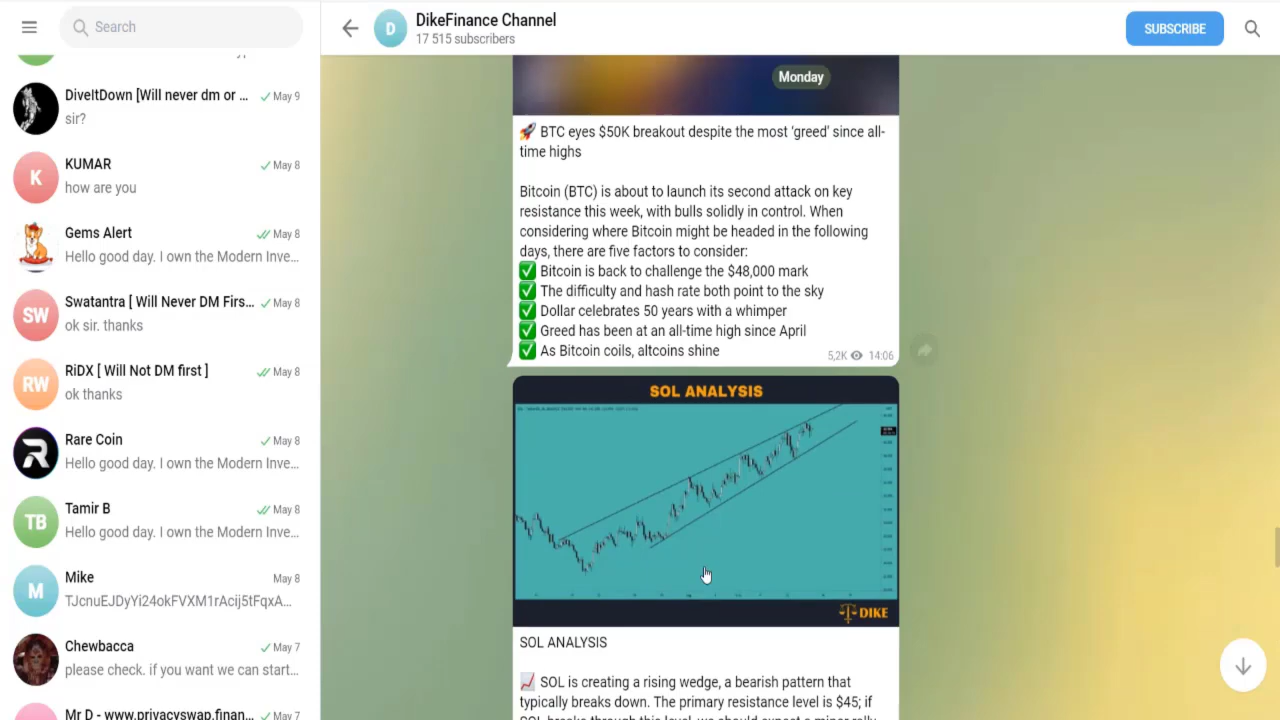 Search
DikeFinance Channel
17 515 subscribers
SUBSCRIBE
DiveItDown [Will never dm or ...
May 9
sir?
KUMAR
May 8
how are you
Gems Alert
May 8
Hello good day. I own the Modern Inve...
Swatantra [ Will Never DM Firs...
May 8
ok sir. thanks
RiDX [ Will Not DM first ]
May 8
ok thanks
Rare Coin
May 8
Hello good day. I own the Modern Inve...
Tamir B
May 8
Hello good day. I own the Modern Inve...
Mike
May 8
TJcnuEJDyYi24okFVXM1rAcij5tFqxA...
Chewbacca
May 7
please check. if you want we can start...
Mr D - www.privacyswap.finan...
May 7
D
K
SW
RW
R
TB
M
Monday
🚀 BTC eyes $50K breakout despite the most 'greed' since all-
time highs
Bitcoin (BTC) is about to launch its second attack on key
resistance this week, with bulls solidly in control. When
considering where Bitcoin might be headed in the following
days, there are five factors to consider:
✅ Bitcoin is back to challenge the $48,000 mark
✅ The difficulty and hash rate both point to the sky
✅ Dollar celebrates 50 years with a whimper
✅ Greed has been at an all-time high since April
✅ As Bitcoin coils, altcoins shine
5,2K 14:06
SOL ANALYSIS
DIKE
SOL ANALYSIS
📈 SOL is creating a rising wedge, a bearish pattern that
typically breaks down. The primary resistance level is $45; if